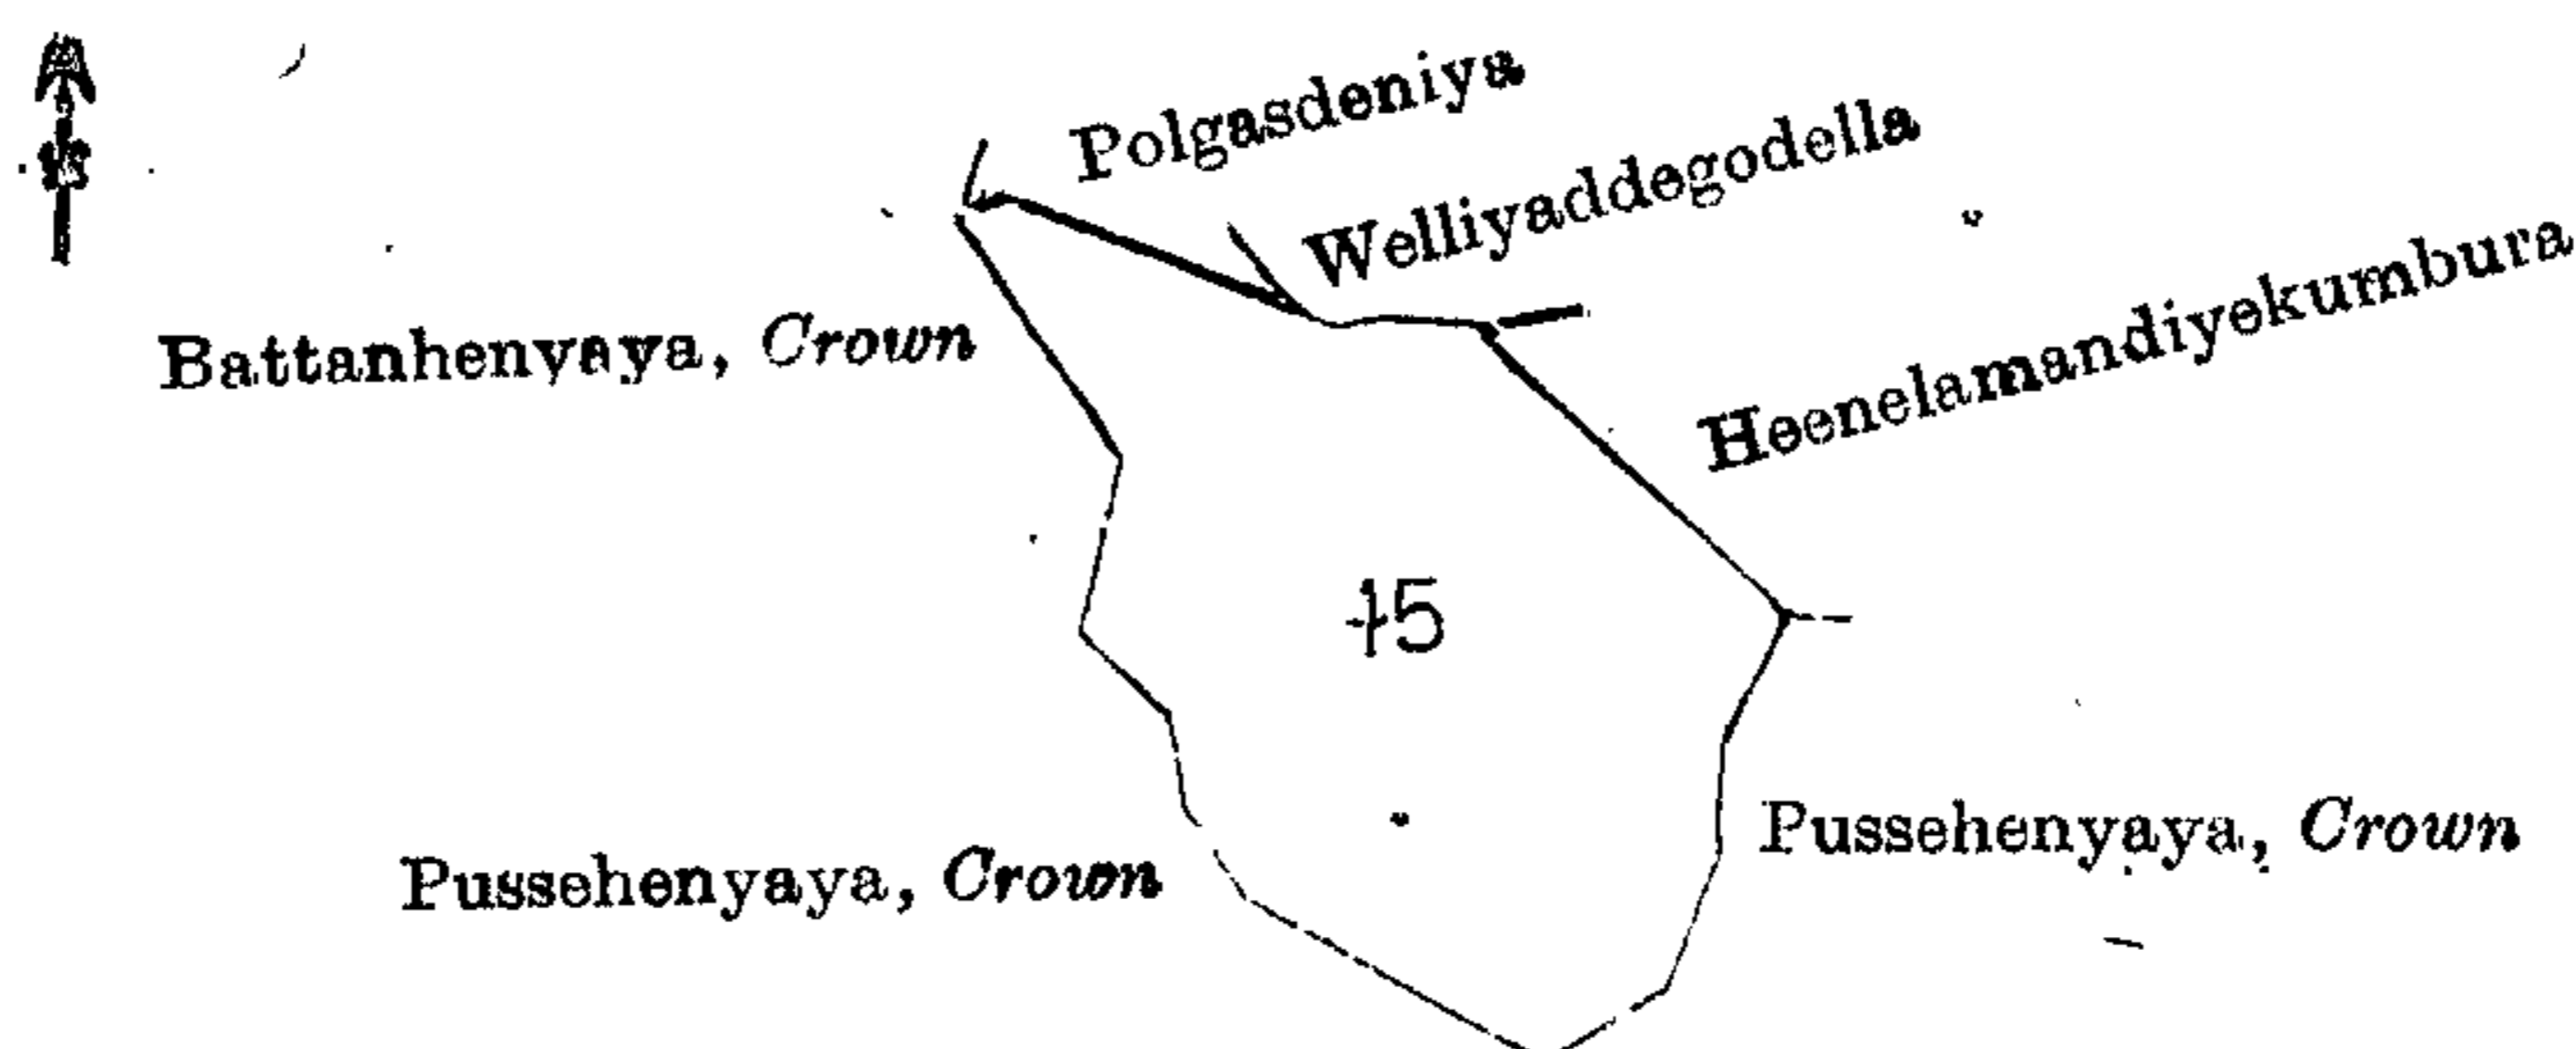 Polgasdeniya
Welliyaddegodella
Heenelamandiyekumbura
Battanhenyaya, Crown
15
Pussehenyaya, Crown
Pussehenyaya, Crown